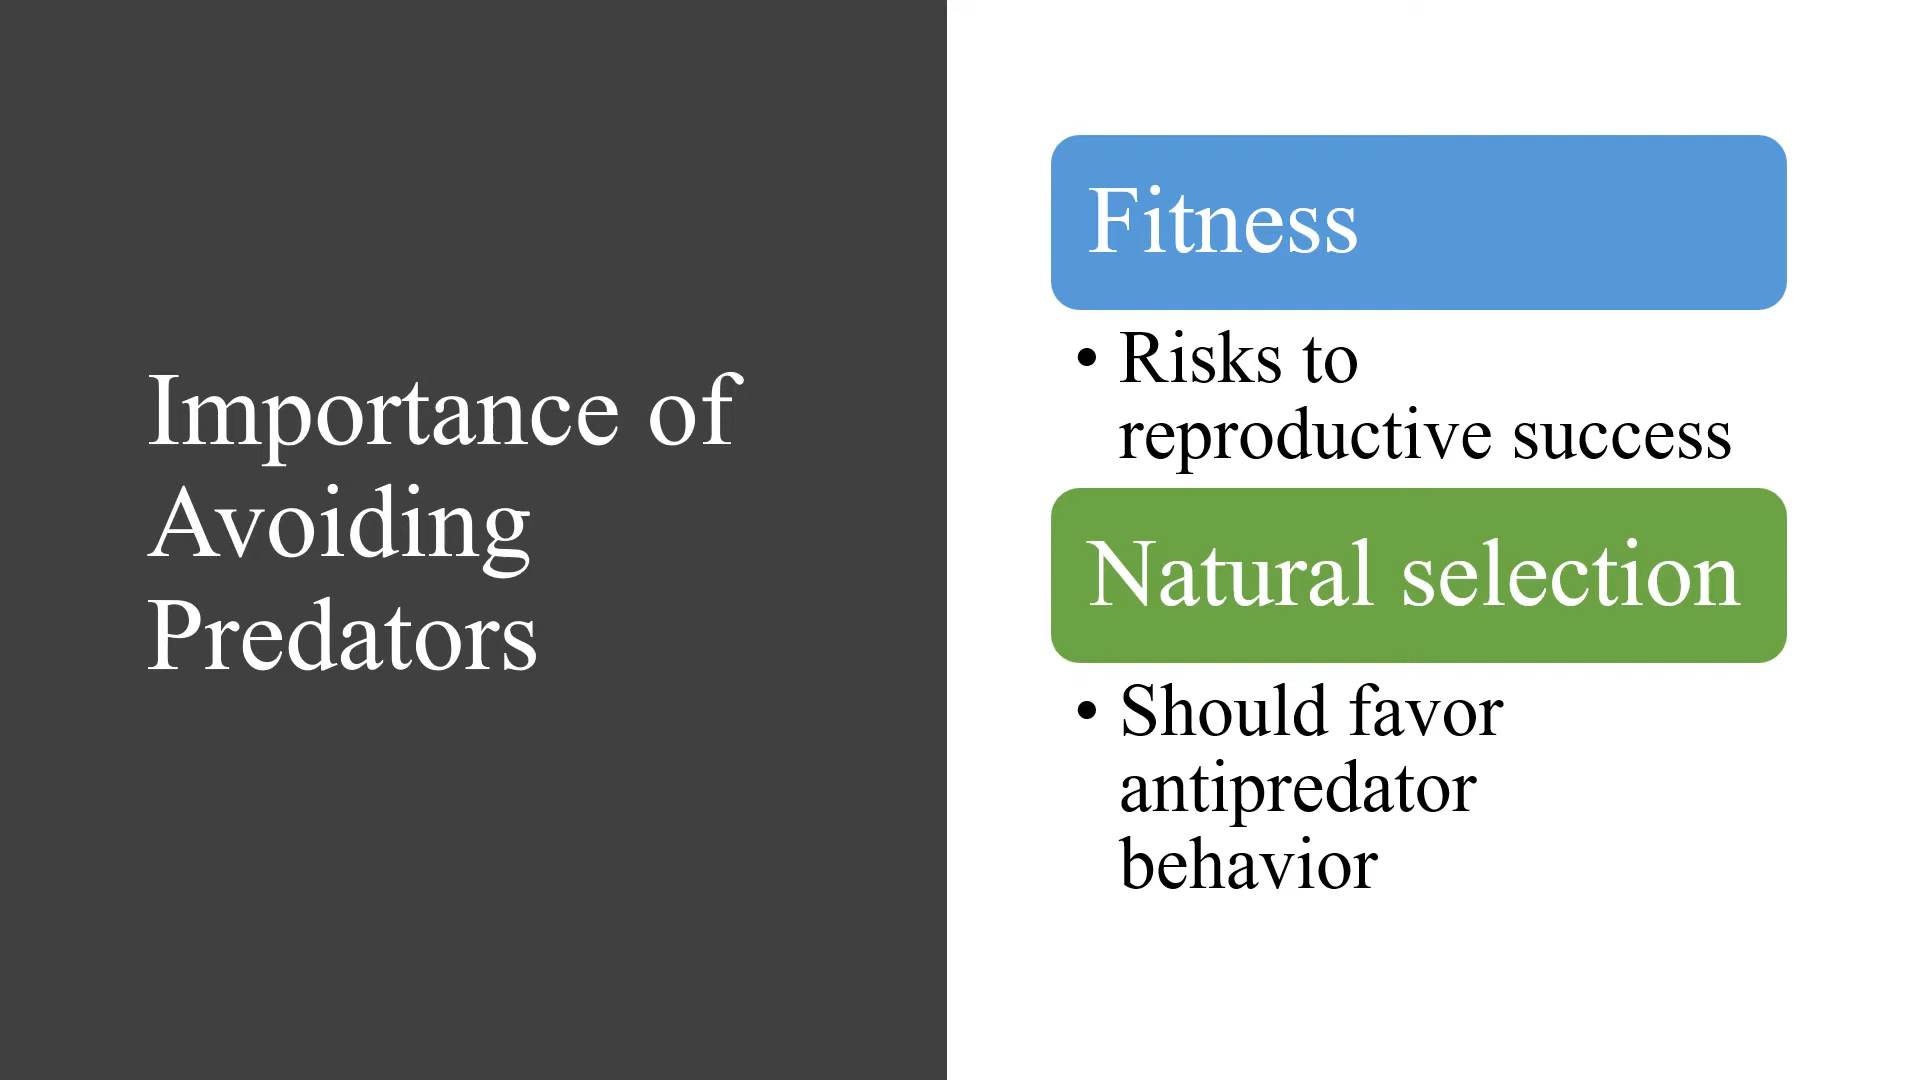 Importance of
Avoiding
Predators
Fitness
• Risks to
reproductive success
Natural selection
• Should favor
antipredator
behavior